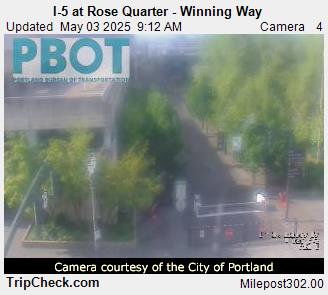 I-5 at Rose Quarter - Winning Way
Updated May 03 2025 9:12 AM Camera 4
PBOT
PORTLAND BUREAU OF TRANSPORTATION
Camera courtesy of the City of Portland
TripCheck.com Milepost302.00